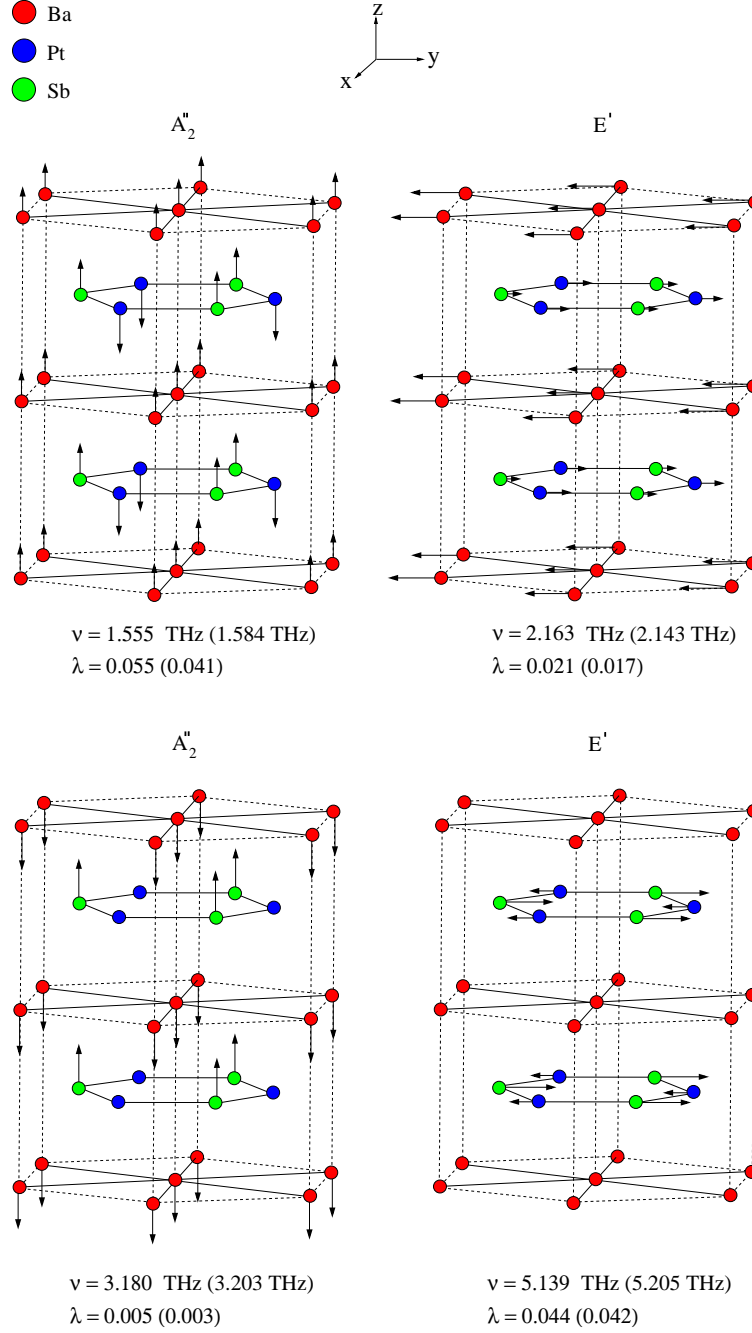 Ba
Pt
Sb
z
y
x
A₂'' E'
ν = 1.555 THz (1.584 THz) ν = 2.163 THz (2.143 THz)
λ = 0.055 (0.041) λ = 0.021 (0.017)
A₂'' E'
ν = 3.180 THz (3.203 THz) ν = 5.139 THz (5.205 THz)
λ = 0.005 (0.003) λ = 0.044 (0.042)